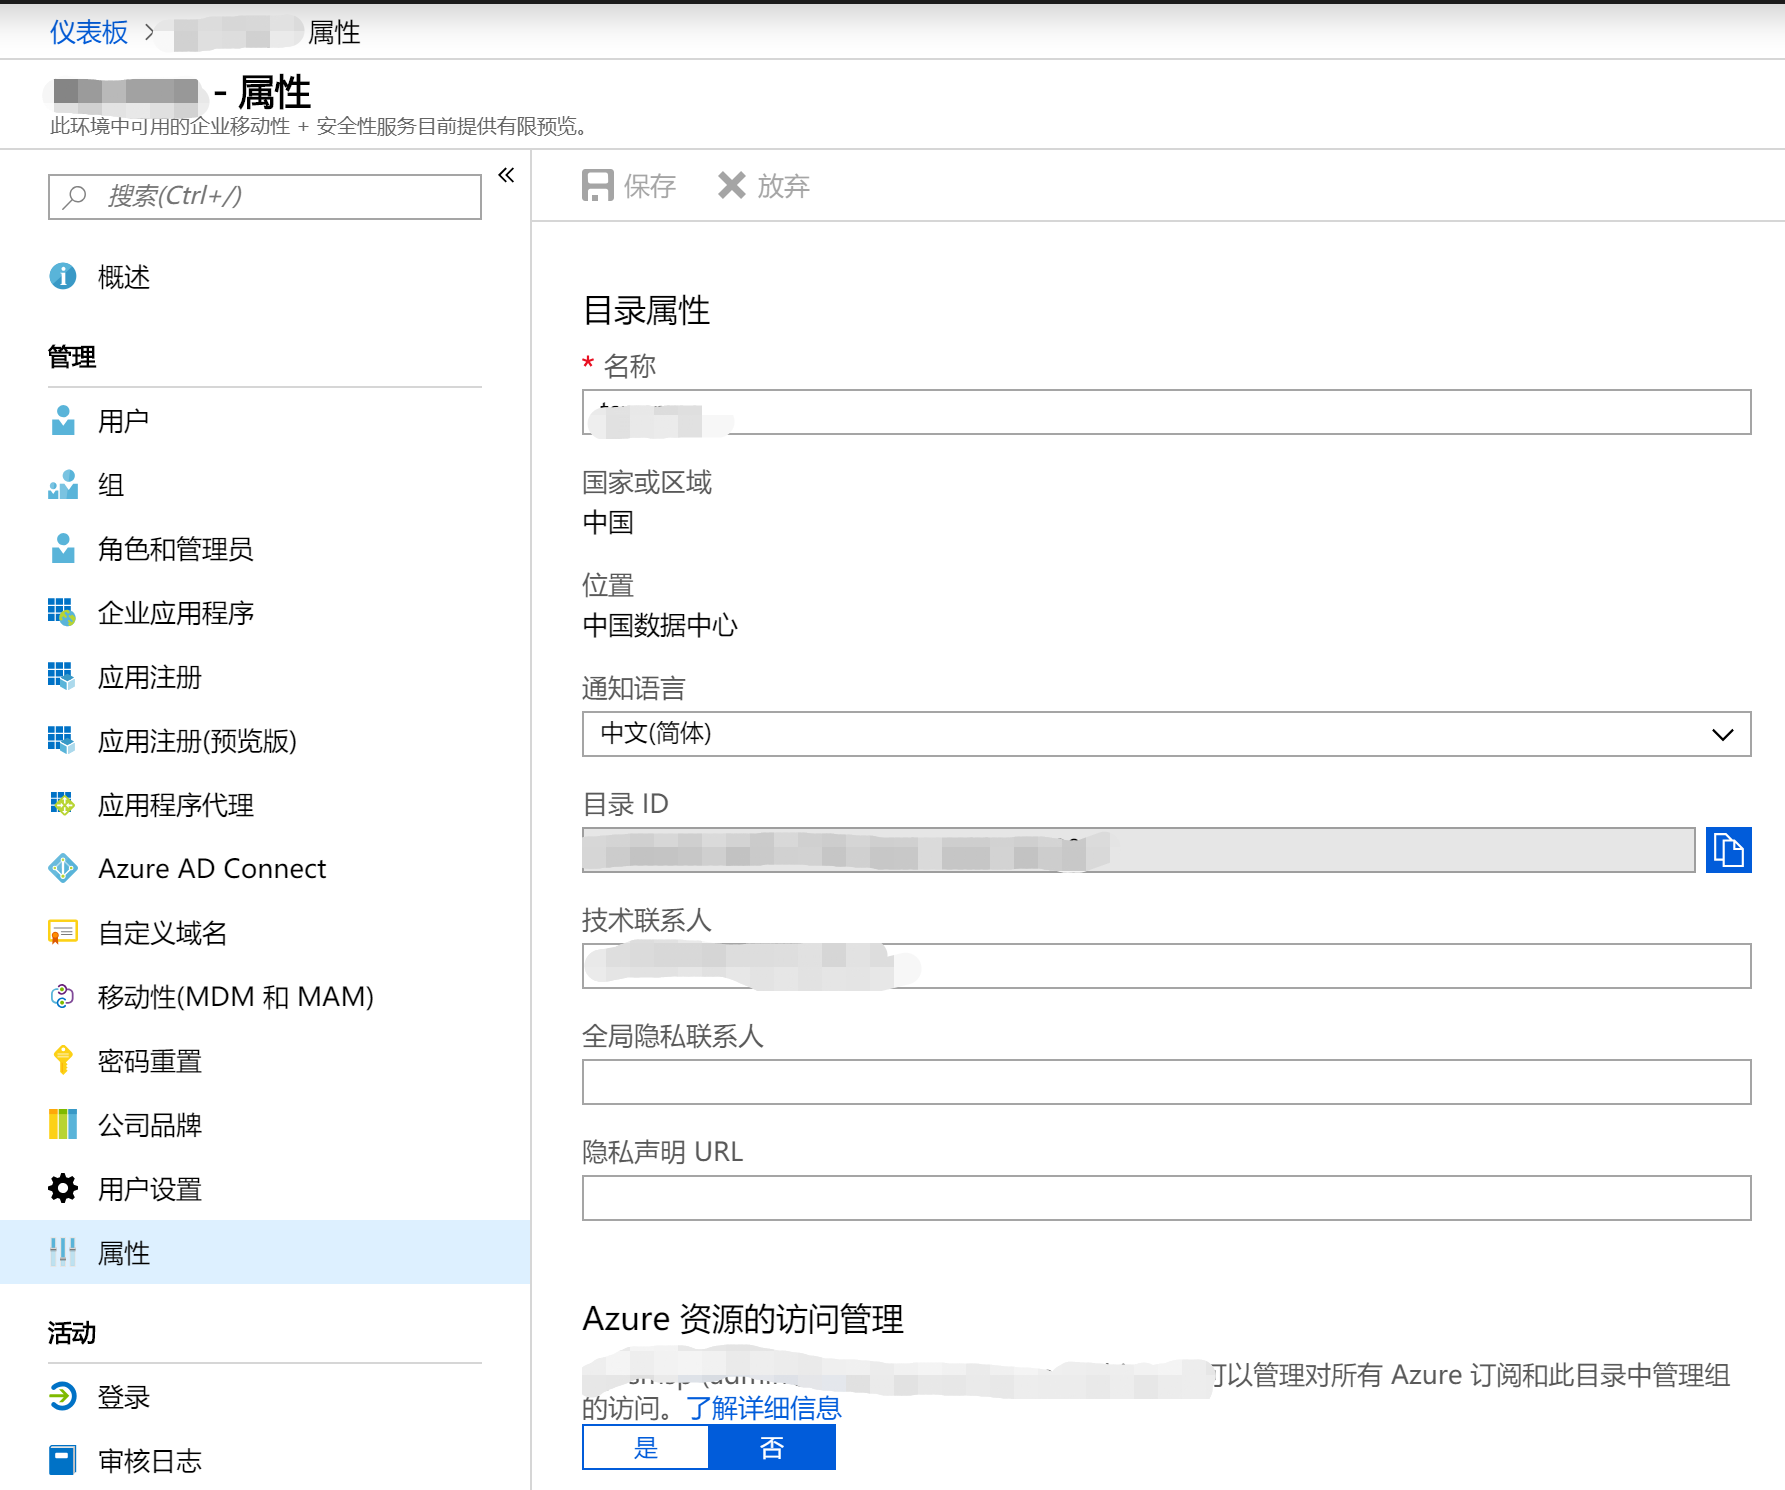 仪表板 > 属性
- 属性
此环境中可用的企业移动性 + 安全性服务目前提供有限预览。
搜索(Ctrl+/)
«
概述
管理
用户
组
角色和管理员
企业应用程序
应用注册
应用注册(预览版)
应用程序代理
Azure AD Connect
自定义域名
移动性(MDM 和 MAM)
密码重置
公司品牌
用户设置
属性
活动
登录
审核日志
保存 放弃
目录属性
* 名称
国家或区域
中国
位置
中国数据中心
通知语言
中文(简体)
目录 ID
技术联系人
全局隐私联系人
隐私声明 URL
Azure 资源的访问管理
可以管理对所有 Azure 订阅和此目录中管理组
的访问。了解详细信息
是 否